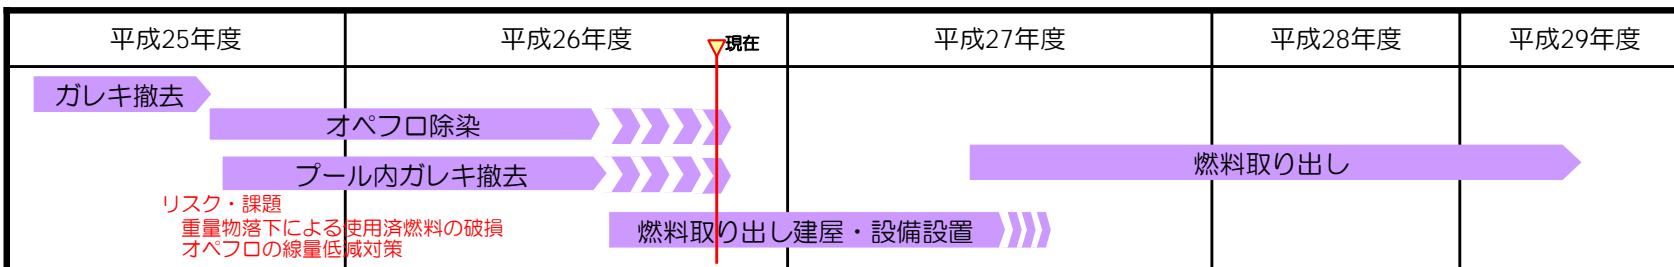 平成25年度
平成26年度
現在
平成27年度
平成28年度
平成29年度
ガレキ撤去
オペフロ除染
プール内ガレキ撤去
燃料取り出し
リスク・課題
重量物落下による使用済燃料の破損
オペフロの線量低減対策
燃料取り出し建屋・設備設置